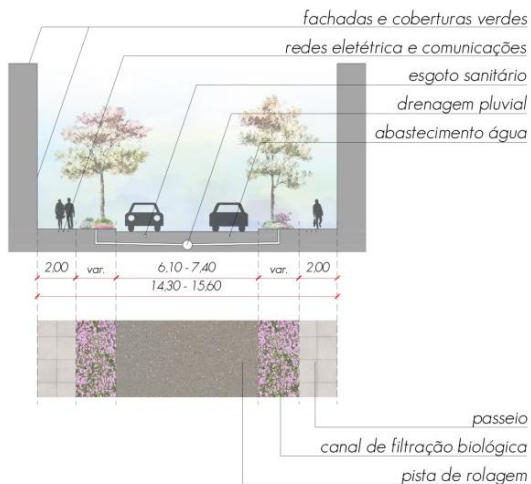 fachadas e coberturas verdes
redes eletétrica e comunicações
esgoto sanitário
drenagem pluvial
abastecimento água
2,00 var. 6,10 - 7,40 var. 2,00
14,30 - 15,60
passeio
canal de filtração biológica
pista de rolagem